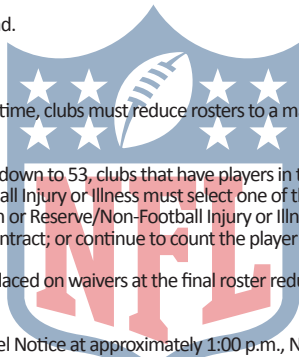 nd.
time, clubs must reduce rosters to a m
down to 53, clubs that have players in t
all Injury or Illness must select one of th
n or Reserve/Non-Football Injury or Illn
ntract; or continue to count the player
NFL
laced on waivers at the final roster redu
el Notice at approximately 1:00 p.m., N